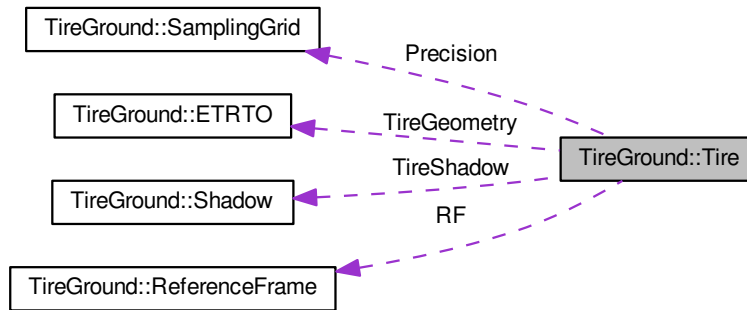 TireGround::SamplingGrid
Precision
TireGround::ETRTO
TireGeometry
TireGround::Tire
TireShadow
TireGround::Shadow
RF
TireGround::ReferenceFrame